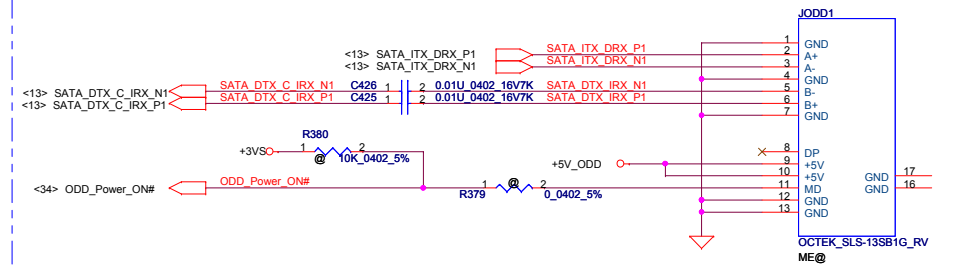 JODD1
1 GND
<13> SATA_ITX_DRX_P1 SATA_ITX_DRX_P1 2 A+
<13> SATA_ITX_DRX_N1 SATA_ITX_DRX_N1 3 A-
4 GND
<13> SATA_DTX_C_IRX_N1 SATA_DTX_C_IRX_N1 C426 1 2 0.01U_0402_16V7K SATA_DTX_IRX_N1 5 B-
<13> SATA_DTX_C_IRX_P1 SATA_DTX_C_IRX_P1 C425 1 2 0.01U_0402_16V7K SATA_DTX_IRX_P1 6 B+
7 GND
R380
+3VS 1 2 8 DP
@ 10K_0402_5% +5V_ODD 9 +5V
10 +5V GND 17
<34> ODD_Power_ON# ODD_Power_ON# 1 @ 2 11 MD GND 16
R379 0_0402_5% 12 GND
13 GND
OCTEK_SLS-13SB1G_RV
ME@